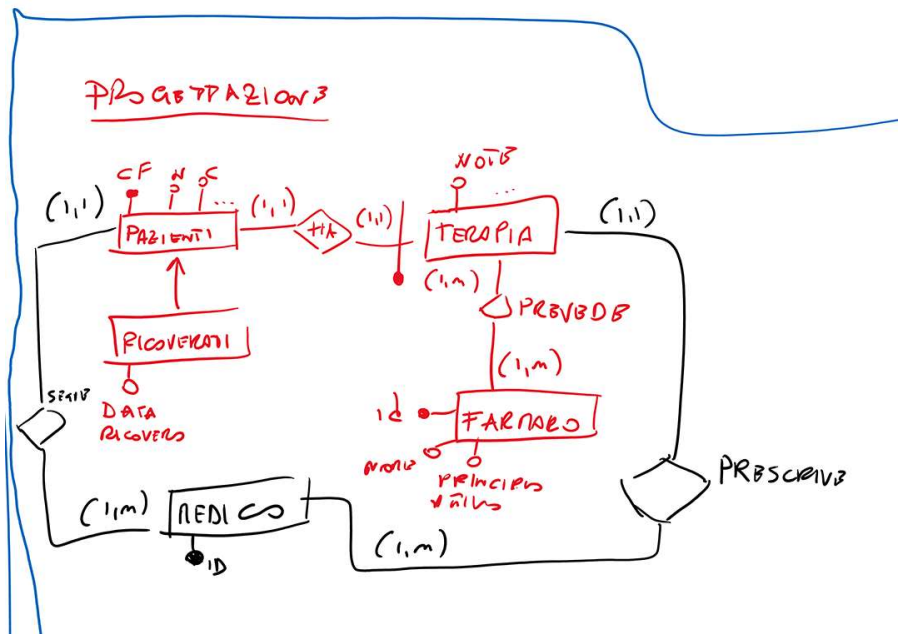 PROGETTAZIONE
CF N C ...
(1,1) PAZIENTI (1,1) HA (1,1) TERAPIA (1,1)
NOTE ...
(1,m) PREVEDE
RICOVERATI
DATA
RICOVERO
(1,m)
id FARMACO
NOME PRINCIPIO
ATTIVO
SEGUE
(1,m) MEDICO
ID
(1,m)
PRESCRIVE